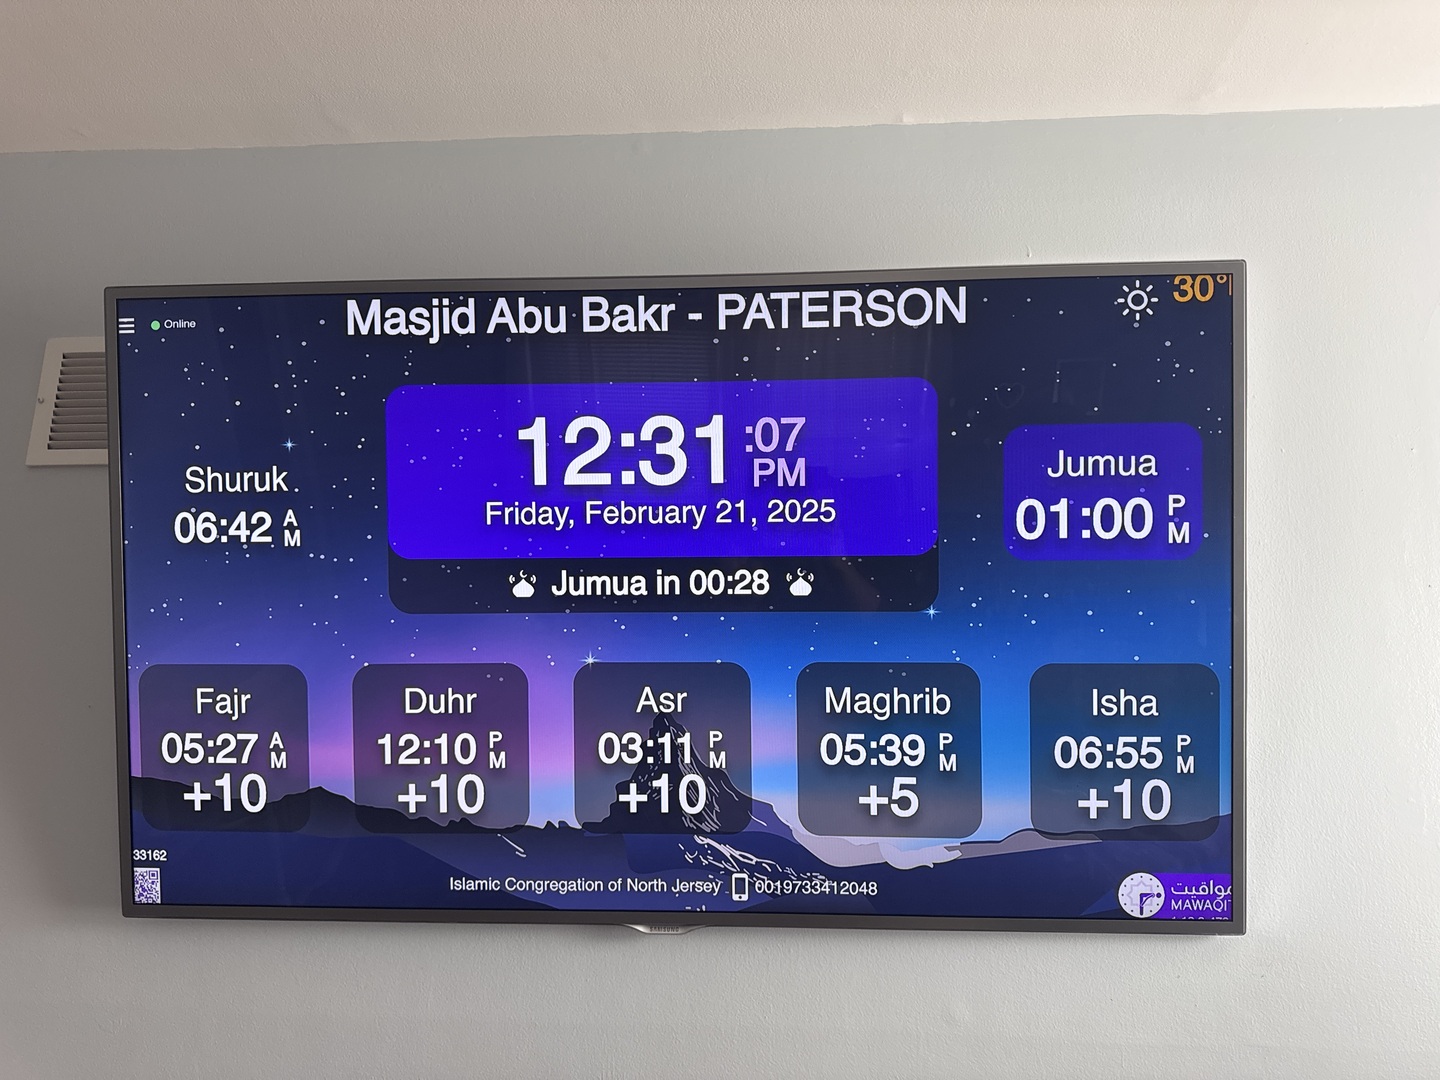 Online
Masjid Abu Bakr - PATERSON
30°
12:31 :07 PM
Friday, February 21, 2025
Jumua in 00:28
Shuruk
06:42 AM
Jumua
01:00 PM
Fajr
05:27 AM
+10
Duhr
12:10 PM
+10
Asr
03:11 PM
+10
Maghrib
05:39 PM
+5
Isha
06:55 PM
+10
33162
Islamic Congregation of North Jersey 0019733412048
مواقيت
MAWAQIT
SAMSUNG